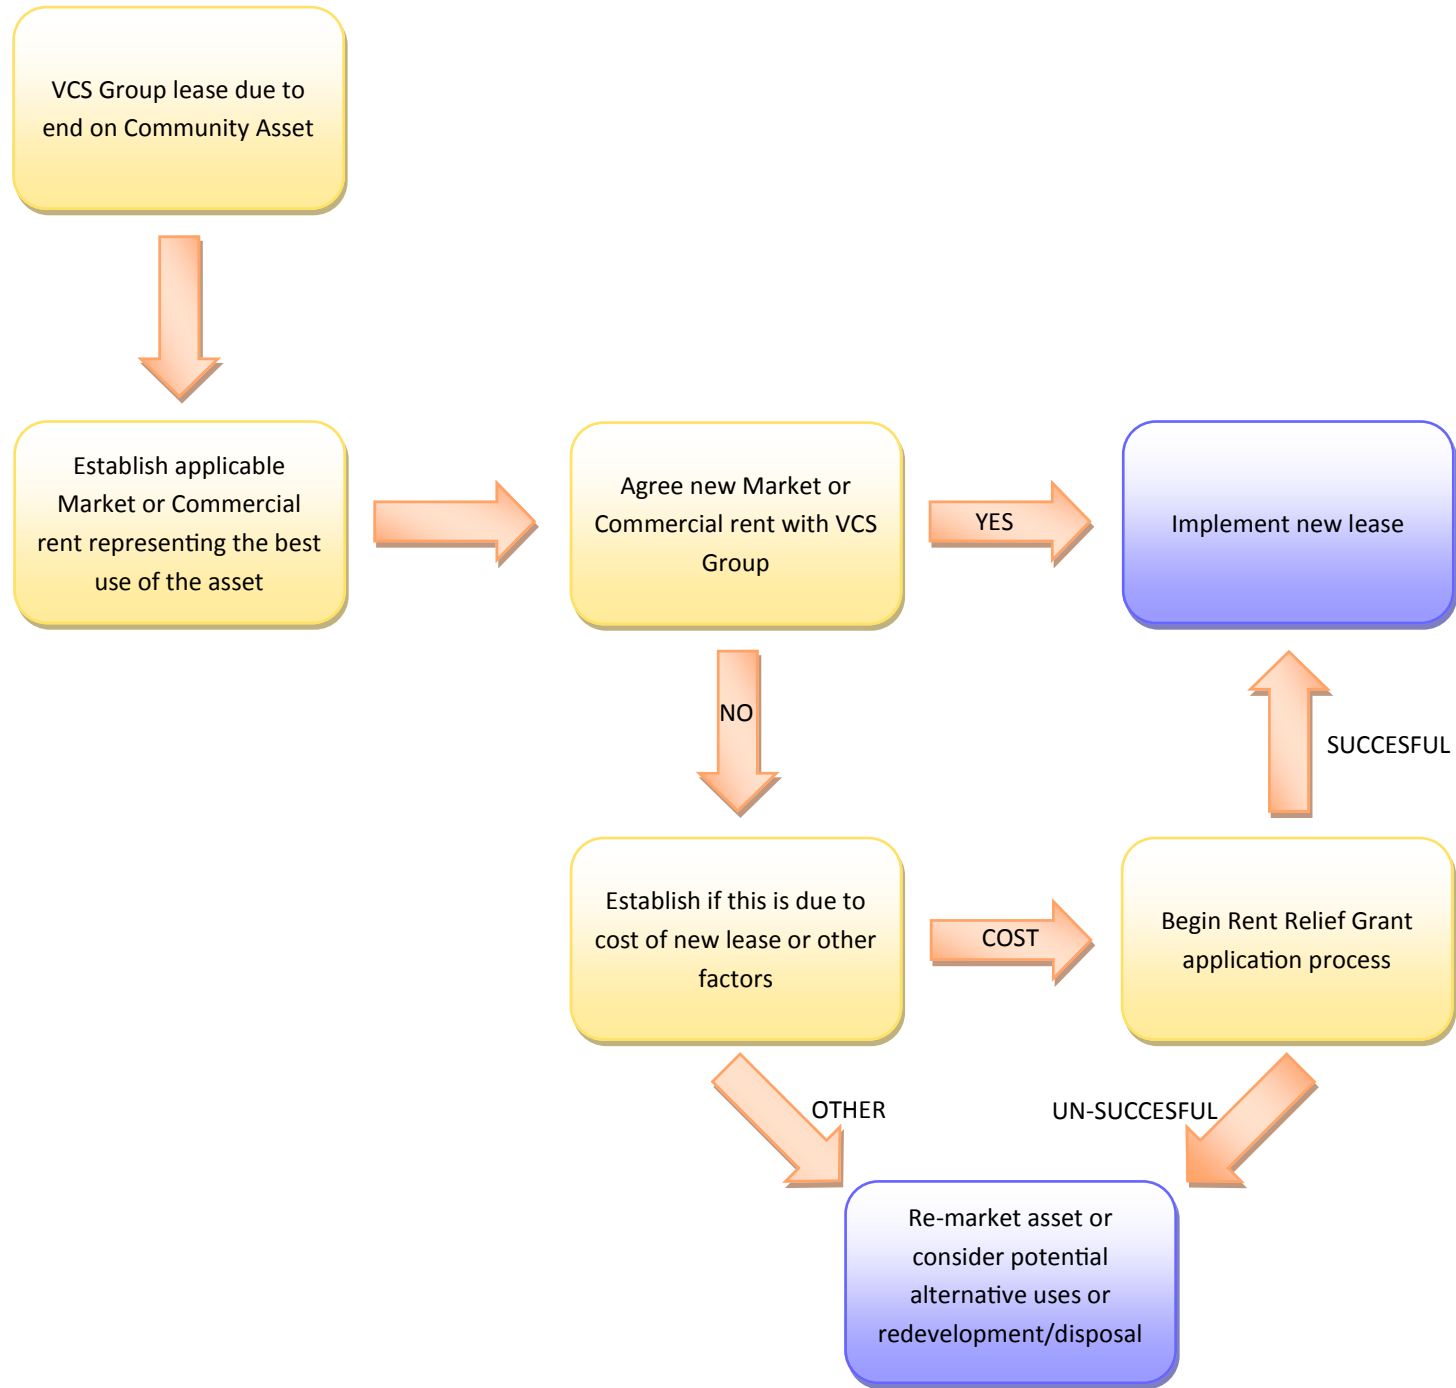 VCS Group lease due to
end on Community Asset
Establish applicable
Market or Commercial
rent representing the best
use of the asset
Agree new Market or
Commercial rent with VCS
Group
YES
Implement new lease
NO
SUCCESFUL
Establish if this is due to
cost of new lease or other
factors
COST
Begin Rent Relief Grant
application process
OTHER
UN-SUCCESFUL
Re-market asset or
consider potential
alternative uses or
redevelopment/disposal